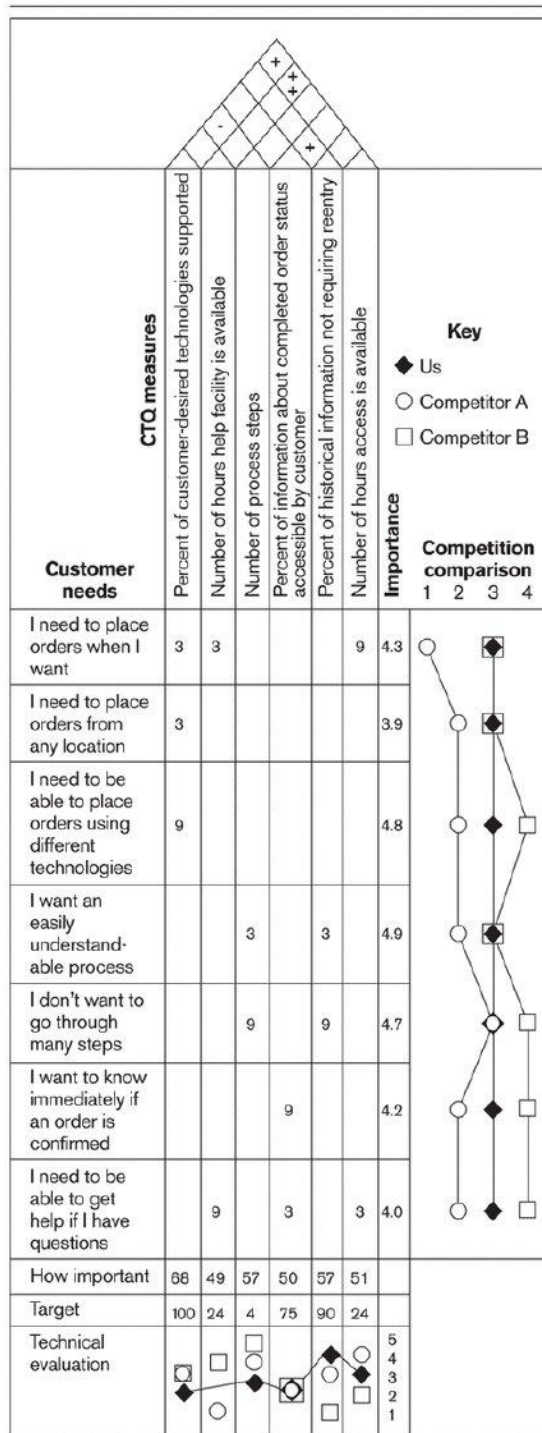 +
+
+
-
+
CTQ measures
Percent of customer-desired technologies supported
Number of hours help facility is available
Number of process steps
Percent of information about completed order status
accessible by customer
Percent of historical information not requiring reentry
Number of hours access is available
Importance
Key
Us
Competitor A
Competitor B
Customer
needs
Competition
comparison
1 2 3 4
I need to place
orders when I
want
3 3 9 4.3
I need to place
orders from
any location
3 3.9
I need to be
able to place
orders using
different
technologies
9 4.8
I want an
easily
understand-
able process
3 3 4.9
I don't want to
go through
many steps
9 9 4.7
I want to know
immediately if
an order is
confirmed
9 4.2
I need to be
able to get
help if I have
questions
9 3 3 4.0
How important 68 49 57 50 57 51
Target 100 24 4 75 90 24
Technical
evaluation
5
4
3
2
1